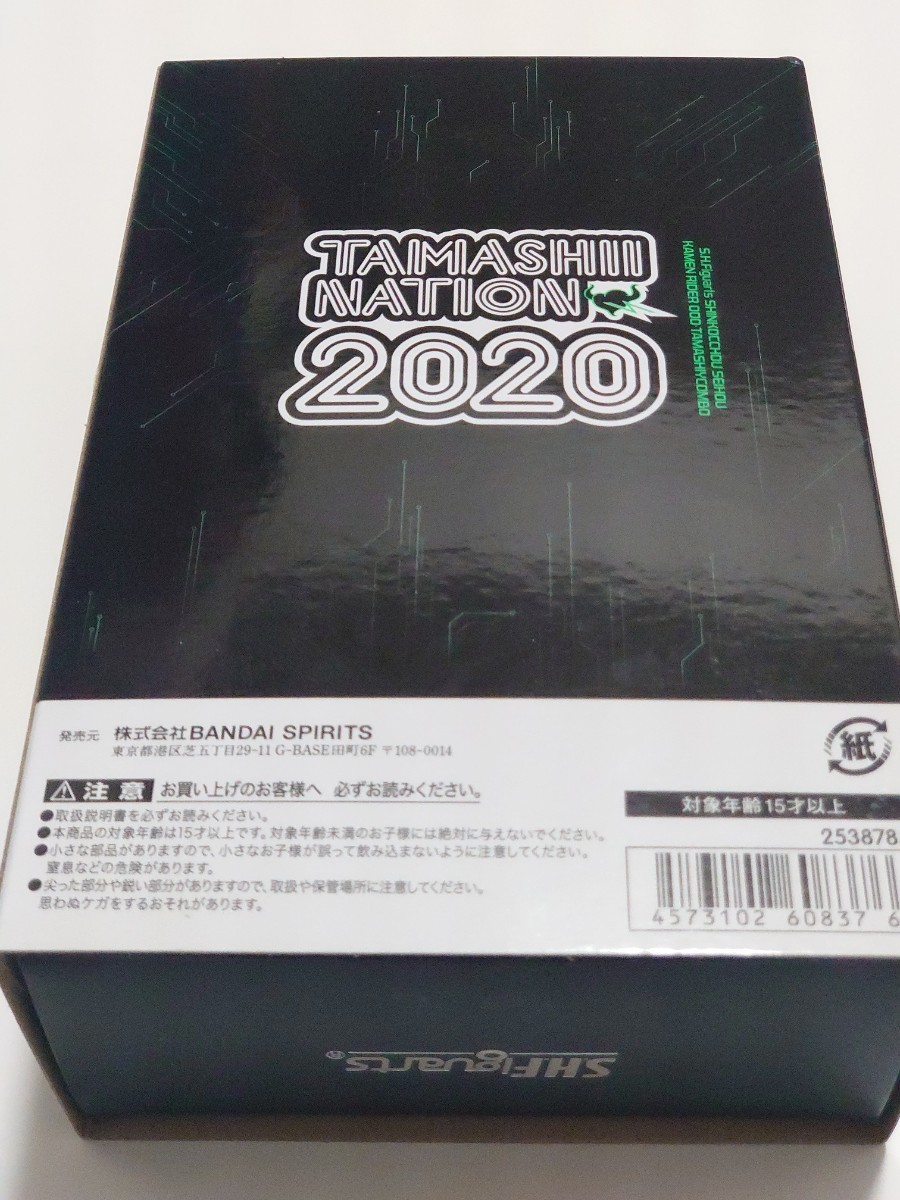 TAMASHII
NATION
2020
S.H.Figuarts SHINKOCCHOU SEIHOU
KAMEN RIDER OOO TAMASHIYCOMBO
発売元 株式会社BANDAI SPIRITS
東京都港区芝五丁目29-11 G-BASE田町6F 〒108-0014
紙
注意 お買い上げのお客様へ 必ずお読みください。
●取扱説明書を必ずお読みください。
●本商品の対象年齢は15才以上です。対象年齢未満のお子様には絶対に与えないでください。
●小さな部品がありますので、小さなお子様が誤って飲み込まないように注意してください。
窒息などの危険があります。
●尖った部分や鋭い部分がありますので、取扱や保管場所に注意してください。
思わぬケガをするおそれがあります。
対象年齢15才以上
253878
4573102 60837 6
S.H.Figuarts®